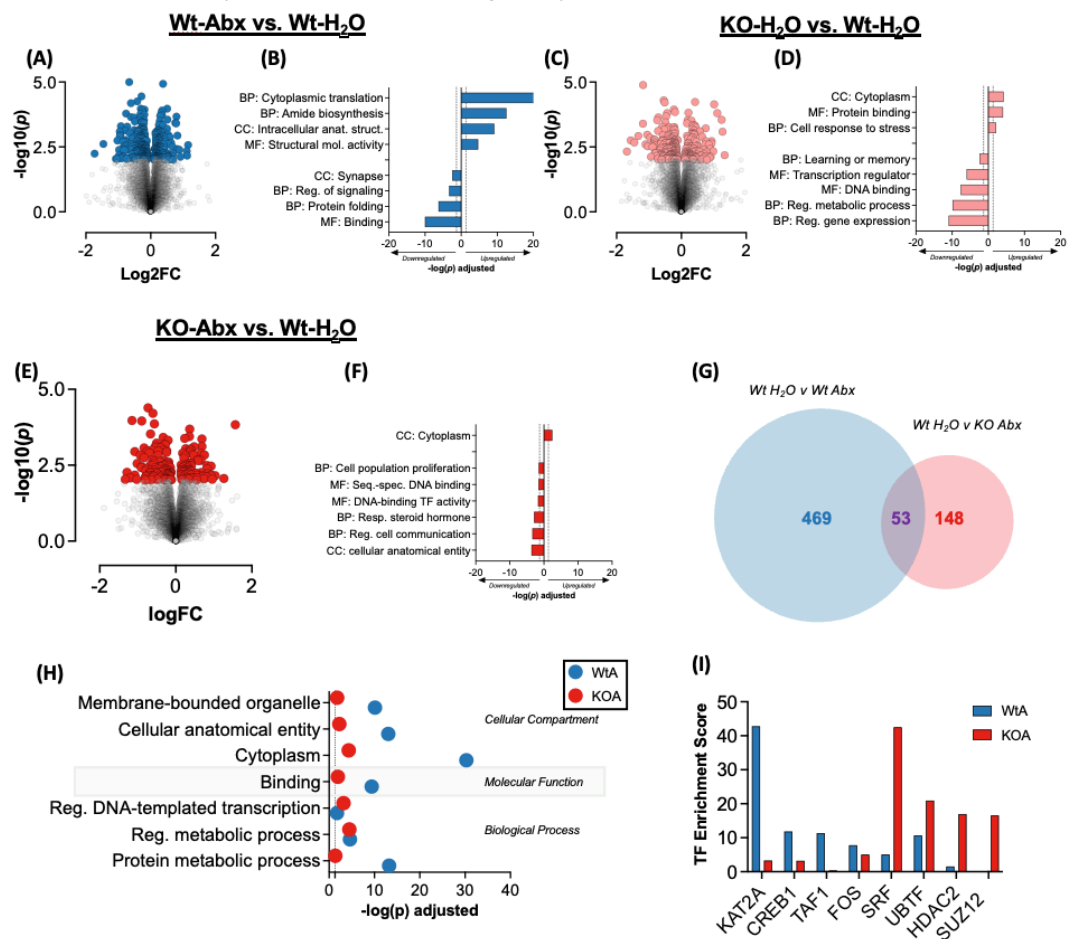 Wt-Abx vs. Wt-H2O
KO-H2O vs. Wt-H2O
(A)
(B)
(C)
(D)
5.0
2.5
0.0
-log10(p)
-2
0
2
Log2FC
BP: Cytoplasmic translation
BP: Amide biosynthesis
CC: Intracellular anat. struct.
MF: Structural mol. activity
CC: Synapse
BP: Reg. of signaling
BP: Protein folding
MF: Binding
-20
-10
0
10
20
Downregulated
Upregulated
-log(p) adjusted
5.0
2.5
0.0
-log10(p)
-2
0
2
Log2FC
CC: Cytoplasm
MF: Protein binding
BP: Cell response to stress
BP: Learning or memory
MF: Transcription regulator
MF: DNA binding
BP: Reg. metabolic process
BP: Reg. gene expression
-20
-10
0
10
20
Downregulated
Upregulated
-log(p) adjusted
KO-Abx vs. Wt-H2O
(E)
(F)
(G)
5.0
2.5
0.0
-log10(p)
-2
0
2
logFC
CC: Cytoplasm
BP: Cell population proliferation
MF: Seq.-spec. DNA binding
MF: DNA-binding TF activity
BP: Resp. steroid hormone
BP: Reg. cell communication
CC: cellular anatomical entity
-20
-10
0
10
20
Downregulated
Upregulated
-log(p) adjusted
Wt H2O v Wt Abx
Wt H2O v KO Abx
469
53
148
(H)
WtA
KOA
Membrane-bounded organelle
Cellular anatomical entity
Cytoplasm
Binding
Reg. DNA-templated transcription
Reg. metabolic process
Protein metabolic process
Cellular Compartment
Molecular Function
Biological Process
0
10
20
30
40
-log(p) adjusted
(I)
50
40
30
20
10
0
TF Enrichment Score
WtA
KOA
KAT2A
CREB1
TAF1
FOS
SRF
UBTF
HDAC2
SUZ12